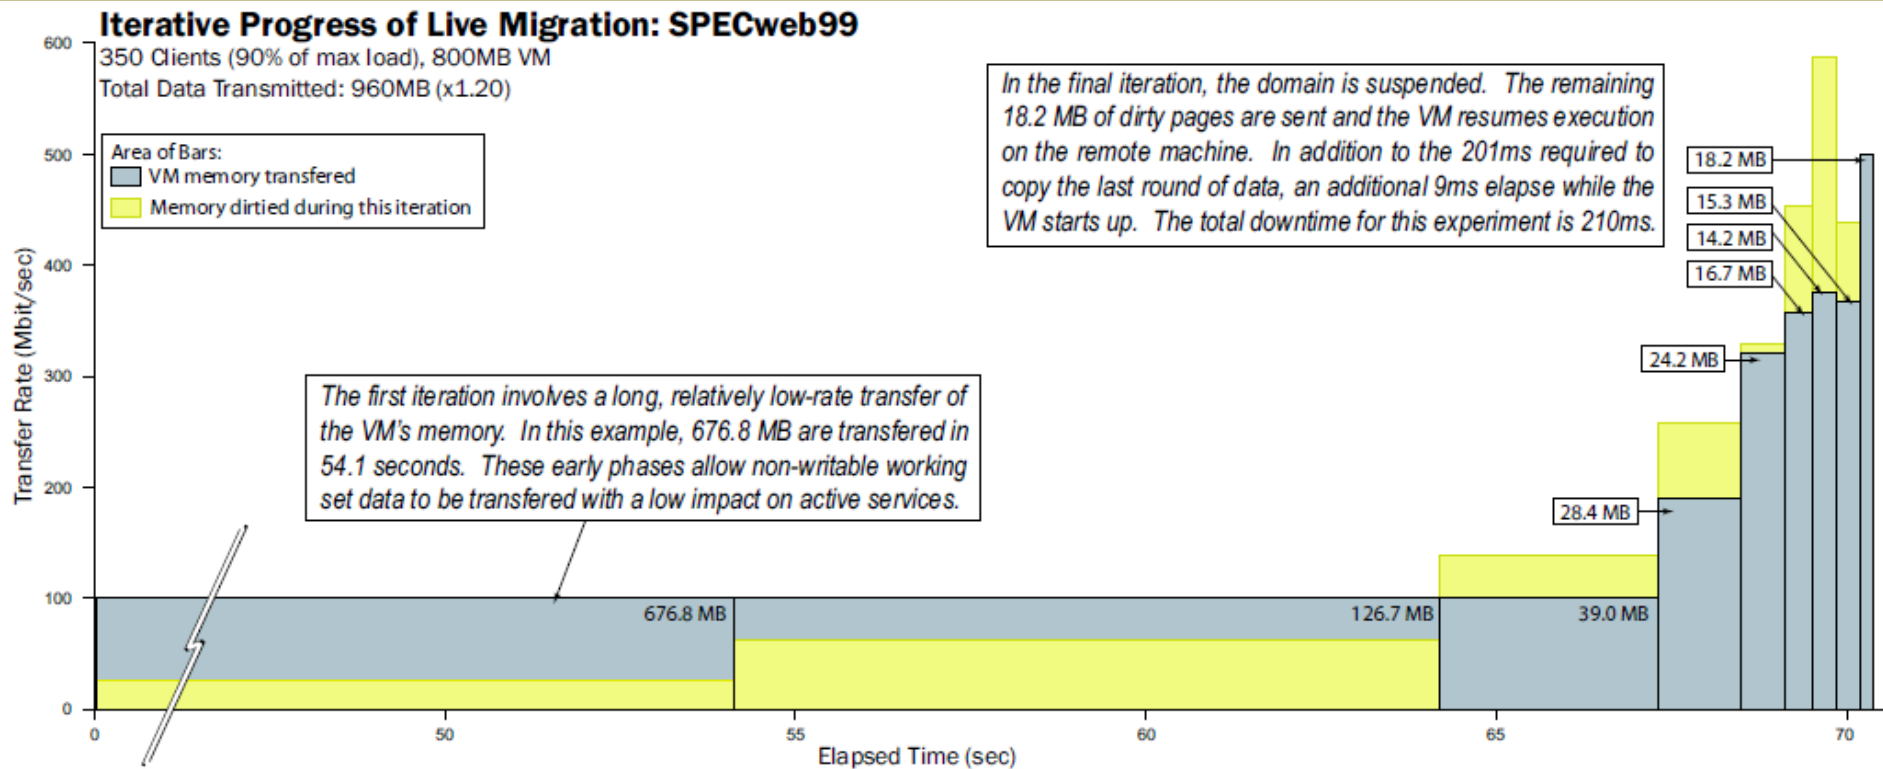 Iterative Progress of Live Migration: SPECweb99
350 Clients (90% of max load), 800MB VM
Total Data Transmitted: 960MB (x1.20)
Area of Bars:
VM memory transfered
Memory dirtied during this iteration
In the final iteration, the domain is suspended. The remaining
18.2 MB of dirty pages are sent and the VM resumes execution
on the remote machine. In addition to the 201ms required to
copy the last round of data, an additional 9ms elapse while the
VM starts up. The total downtime for this experiment is 210ms.
The first iteration involves a long, relatively low-rate transfer of
the VM's memory. In this example, 676.8 MB are transfered in
54.1 seconds. These early phases allow non-writable working
set data to be transfered with a low impact on active services.
18.2 MB
15.3 MB
14.2 MB
16.7 MB
24.2 MB
28.4 MB
676.8 MB
126.7 MB
39.0 MB
Transfer Rate (Mbit/sec)
600
500
400
300
200
100
0
0
50
55
60
65
70
Elapsed Time (sec)